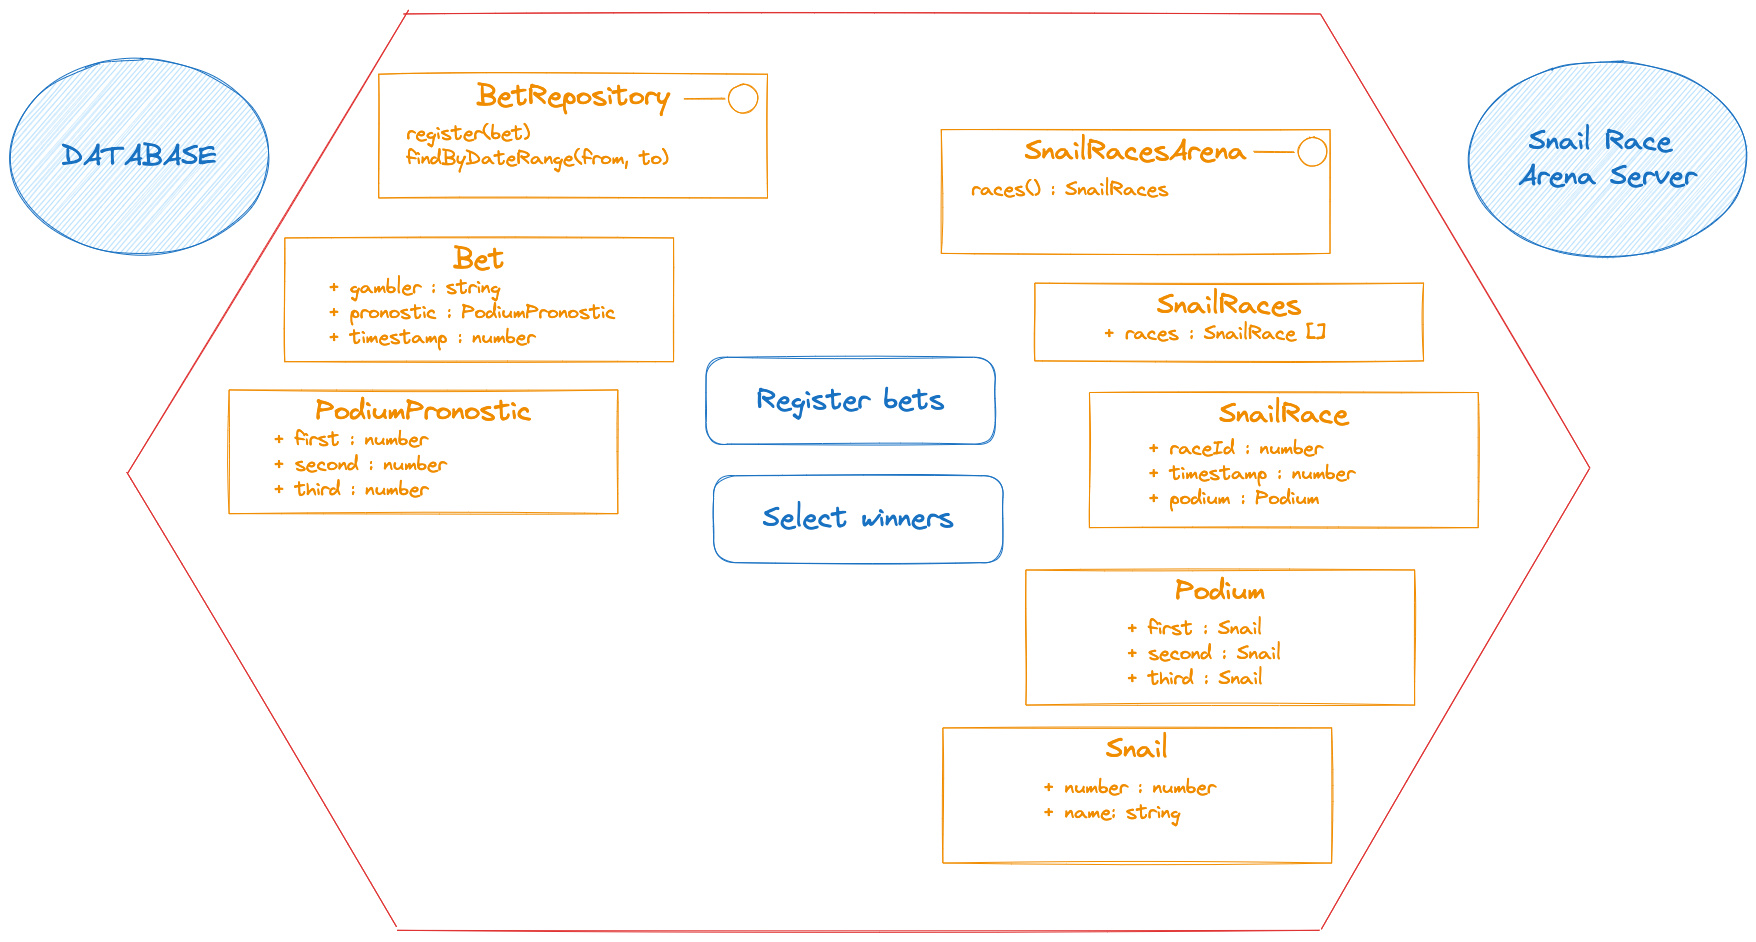 DATABASE
BetRepository
register(bet)
findByDateRange(from, to)
Bet
+ gambler : string
+ pronostic : PodiumPronostic
+ timestamp : number
PodiumPronostic
+ first : number
+ second : number
+ third : number
Register bets
Select winners
SnailRacesArena
races() : SnailRaces
SnailRaces
+ races : SnailRace []
SnailRace
+ raceId : number
+ timestamp : number
+ podium : Podium
Podium
+ first : Snail
+ second : Snail
+ third : Snail
Snail
+ number : number
+ name: string
Snail Race
Arena Server